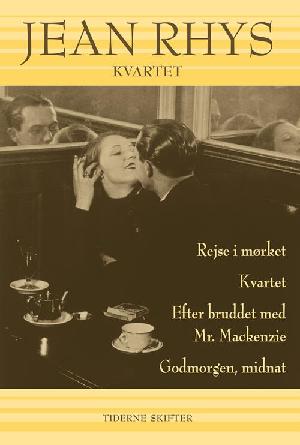 JEAN RHYS
KVARTET
Rejse i mørket
Kvartet
Efter bruddet med
Mr. Mackenzie
Godmorgen, midnat
TIDERNE SKIFTER